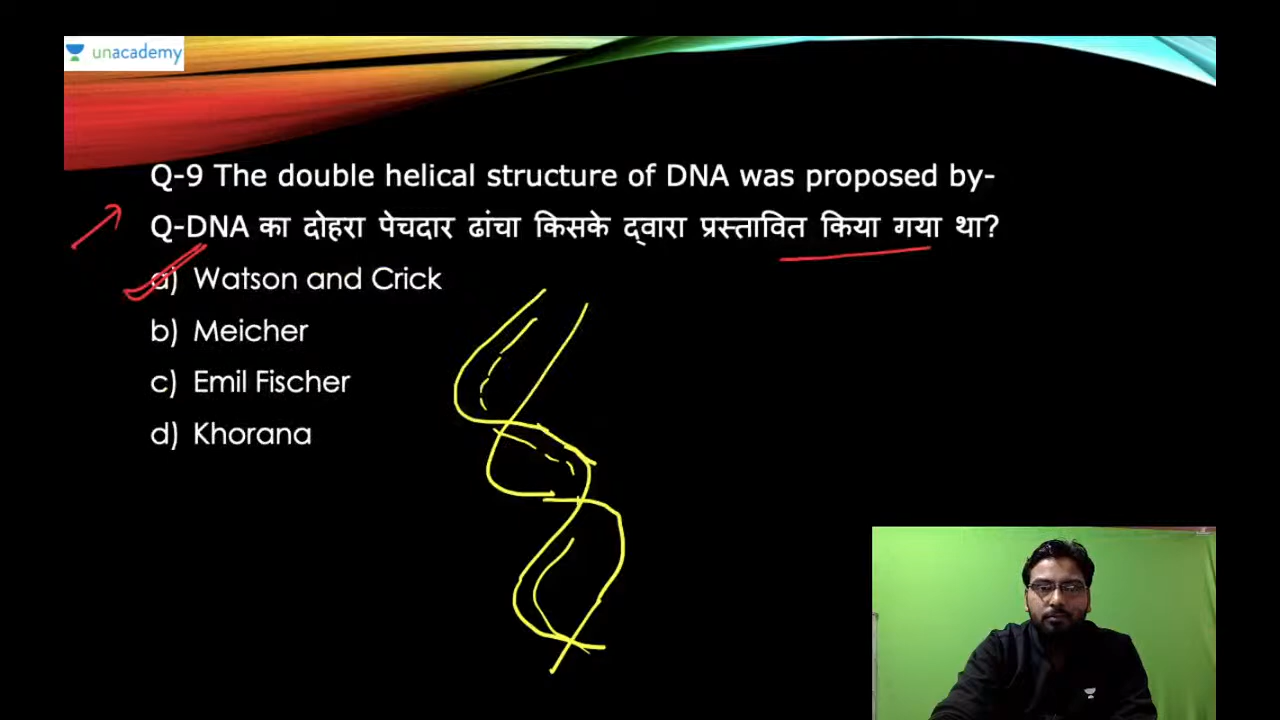 unacademy
Q-9 The double helical structure of DNA was proposed by-
Q-DNA का दोहरा पेचदार ढांचा किसके द्वारा प्रस्तावित किया गया था?
a) Watson and Crick
b) Meicher
c) Emil Fischer
d) Khorana